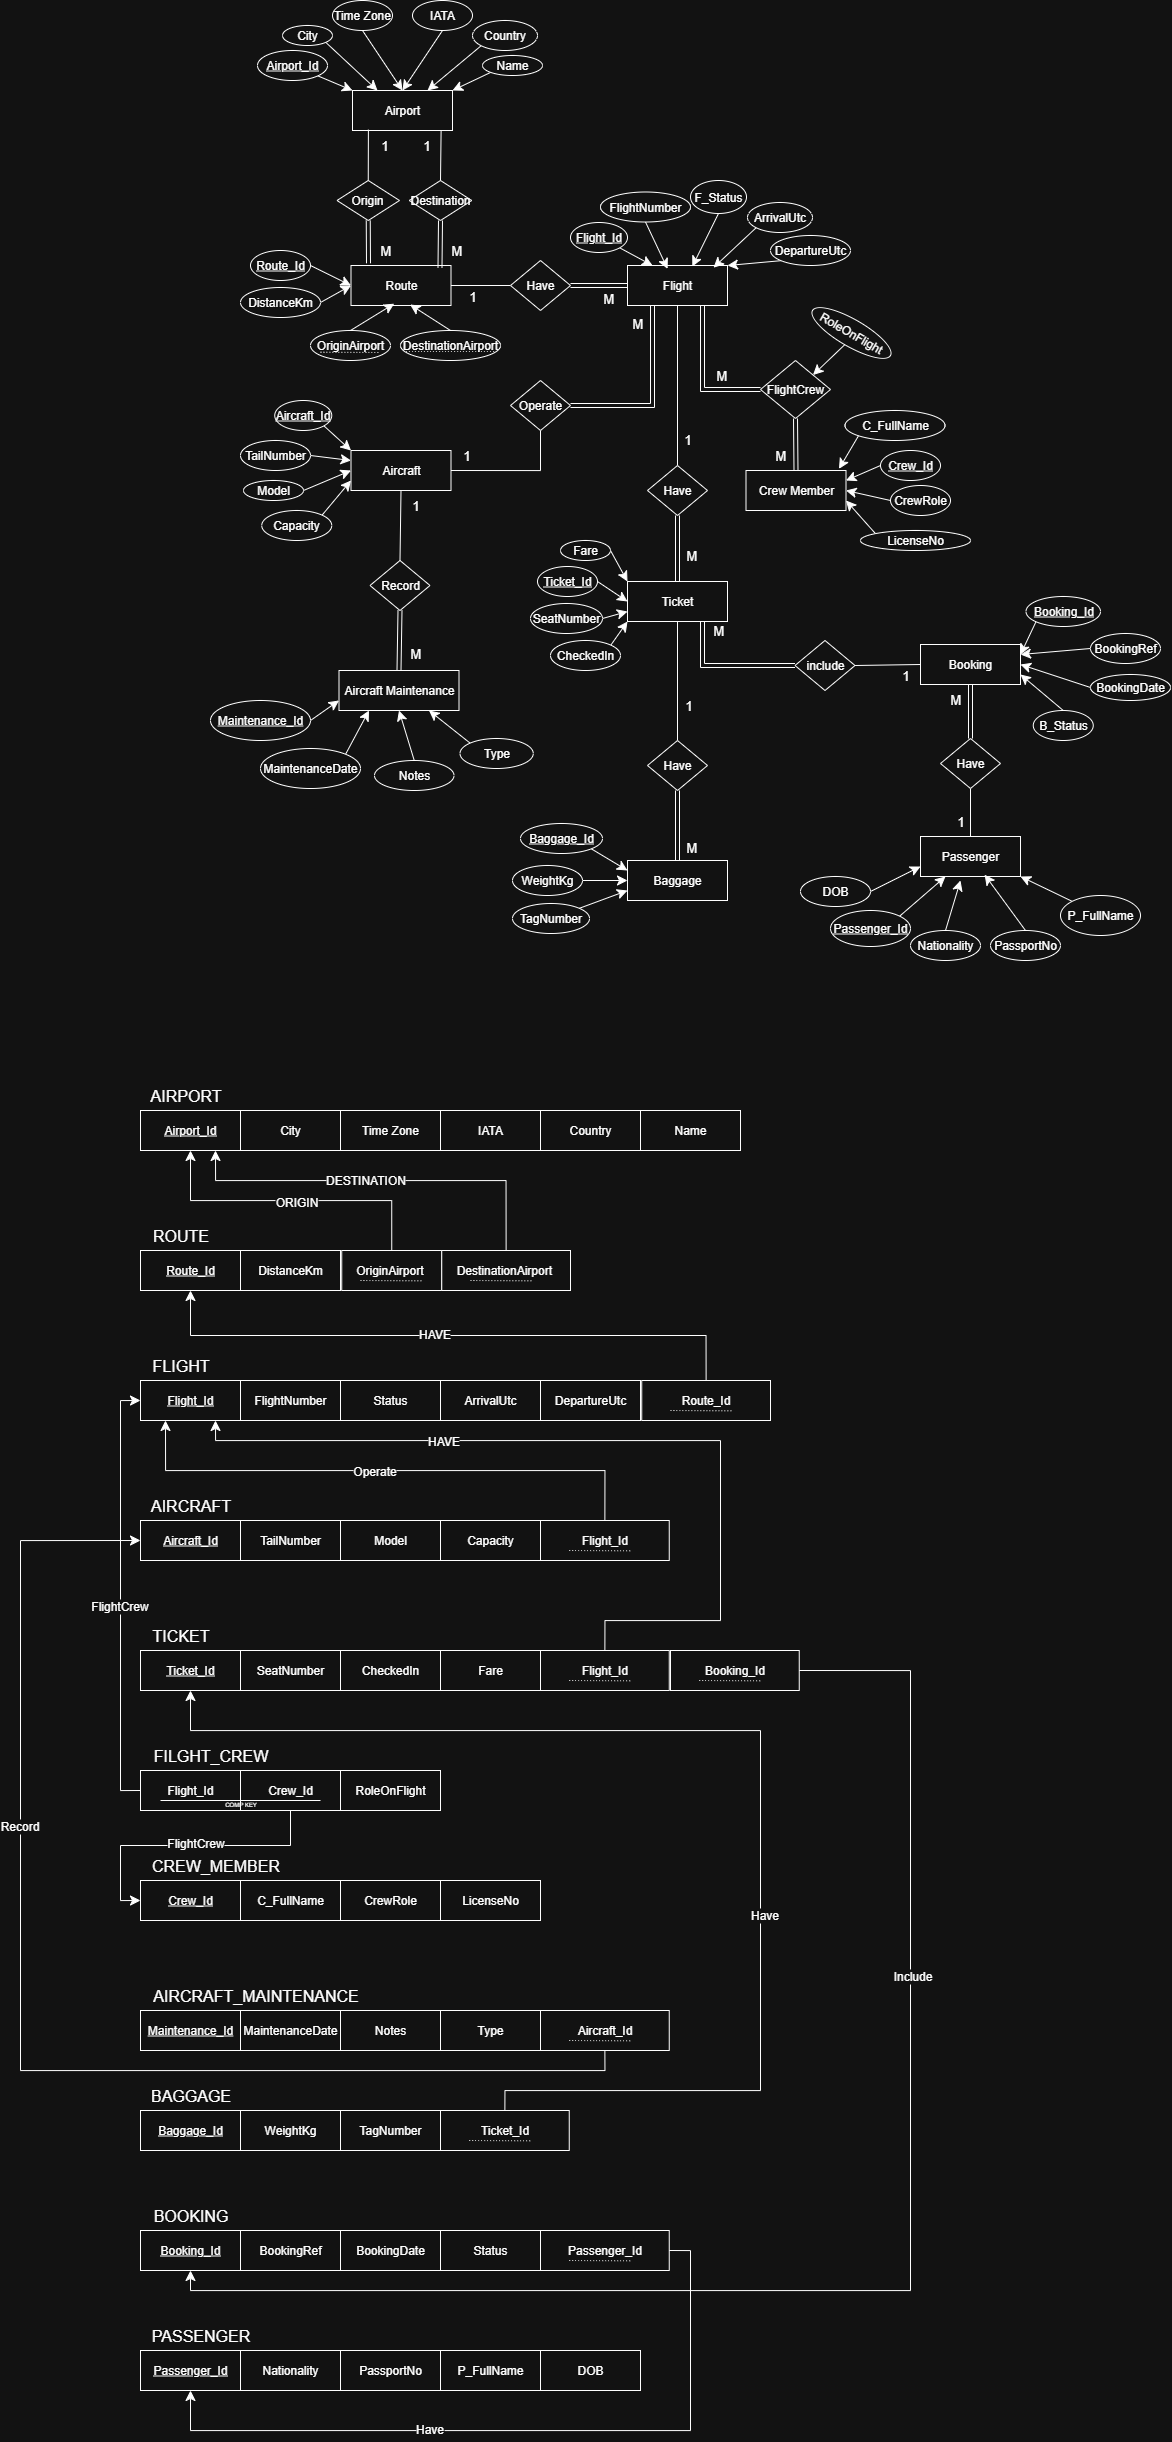 Time Zone
IATA
City
Country
Airport_Id
Name
Airport
1
1
Origin
Destination
M
M
F_Status
FlightNumber
ArrivalUtc
Flight_Id
DepartureUtc
Route_Id
Route
Have
Flight
DistanceKm
1
M
M
OriginAirport
DestinationAirport
RoleOnFlight
M
FlightCrew
Operate
Aircraft_Id
C_FullName
TailNumber
1
1
M
Crew_Id
Aircraft
Model
Have
Crew Member
CrewRole
1
Capacity
LicenseNo
Fare
M
Record
Ticket_Id
Ticket
SeatNumber
Booking_Id
M
CheckedIn
BookingRef
M
include
Booking
1
BookingDate
Aircraft Maintenance
M
1
B_Status
Maintenance_Id
Type
MaintenanceDate
Notes
Have
Have
1
Baggage_Id
M
Passenger
WeightKg
Baggage
DOB
TagNumber
P_FullName
Passenger_Id
Nationality
PassportNo
AIRPORT
Airport_Id City Time Zone IATA Country Name
DESTINATION
ORIGIN
ROUTE
Route_Id DistanceKm OriginAirport DestinationAirport
HAVE
FLIGHT
Flight_Id FlightNumber Status ArrivalUtc DepartureUtc Route_Id
HAVE
Operate
AIRCRAFT
Aircraft_Id TailNumber Model Capacity Flight_Id
FlightCrew
TICKET
Ticket_Id SeatNumber CheckedIn Fare Flight_Id Booking_Id
FILGHT_CREW
Flight_Id Crew_Id RoleOnFlight
COMP KEY
Record
FlightCrew
CREW_MEMBER
Crew_Id C_FullName CrewRole LicenseNo
Have
Include
AIRCRAFT_MAINTENANCE
Maintenance_Id MaintenanceDate Notes Type Aircraft_Id
BAGGAGE
Baggage_Id WeightKg TagNumber Ticket_Id
BOOKING
Booking_Id BookingRef BookingDate Status Passenger_Id
PASSENGER
Passenger_Id Nationality PassportNo P_FullName DOB
Have